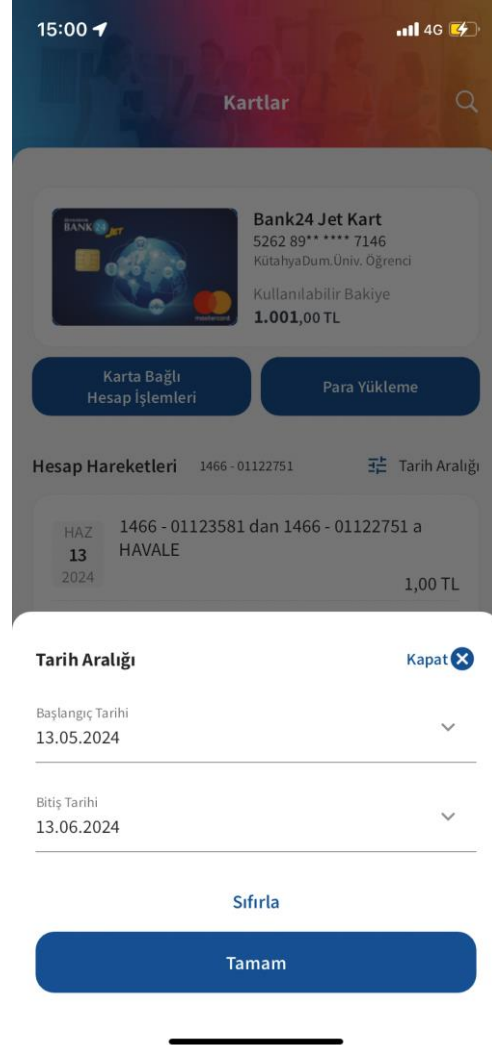 15:00
4G
Kartlar
BANK24 JET
Bank24 Jet Kart
5262 89** **** 7146
KütahyaDum.Üniv. Öğrenci
Kullanılabilir Bakiye
1.001,00 TL
mastercard
Karta Bağlı
Hesap İşlemleri
Para Yükleme
Hesap Hareketleri 1466 - 01122751 Tarih Aralığı
HAZ
13
2024
1466 - 01123581 dan 1466 - 01122751 a
HAVALE
1,00 TL
Tarih Aralığı
Kapat
Başlangıç Tarihi
13.05.2024
Bitiş Tarihi
13.06.2024
Sıfırla
Tamam